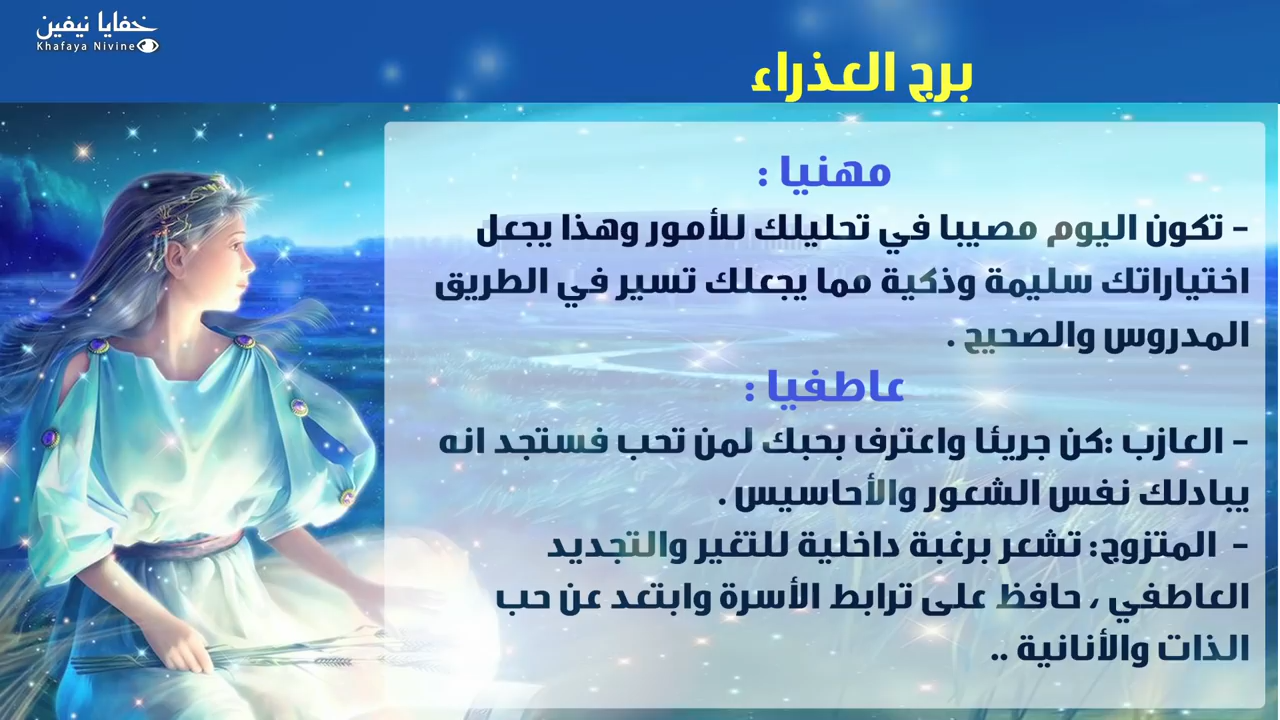 خفايا نيفين
Khafaya Nivine
برج العذراء
مهنيا :
- تكون اليوم مصيبا في تحليلك للأمور وهذا يجعل
اختياراتك سليمة وذكية مما يجعلك تسير في الطريق
المدروس والصحيح .
عاطفيا :
- العازب :كن جريئا واعترف بحبك لمن تحب فستجد انه
يبادلك نفس الشعور والأحاسيس .
- المتزوج: تشعر برغبة داخلية للتغير والتجديد
العاطفي ، حافظ على ترابط الأسرة وابتعد عن حب
الذات والأنانية ..